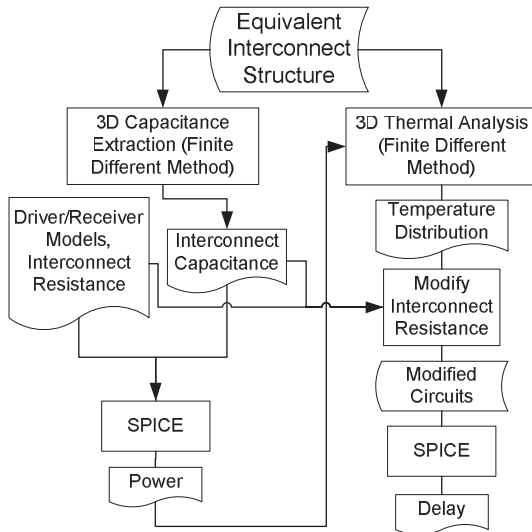 Equivalent
Interconnect
Structure
3D Capacitance
Extraction (Finite
Different Method)
3D Thermal Analysis
(Finite Different
Method)
Driver/Receiver
Models,
Interconnect
Resistance
Interconnect
Capacitance
Temperature
Distribution
Modify
Interconnect
Resistance
Modified
Circuits
SPICE
SPICE
Power
Delay